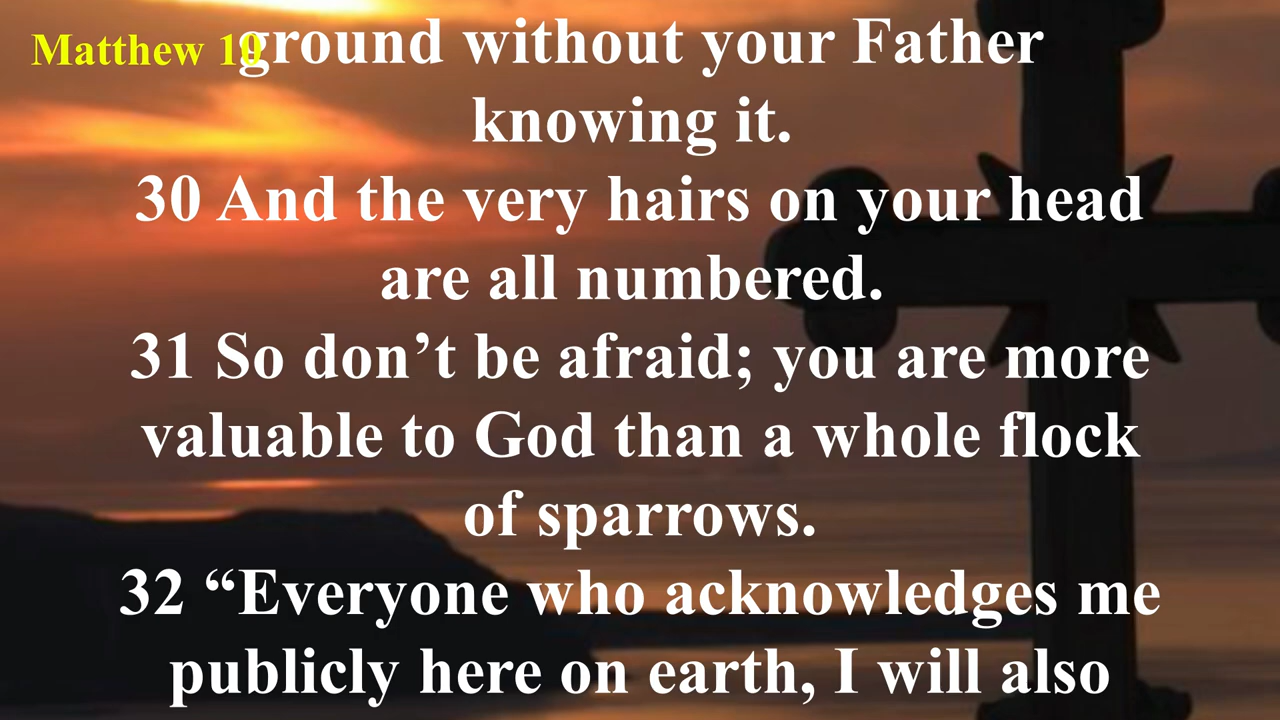 Matthew 10
ground without your Father
knowing it.
30 And the very hairs on your head
are all numbered.
31 So don’t be afraid; you are more
valuable to God than a whole flock
of sparrows.
32 “Everyone who acknowledges me
publicly here on earth, I will also